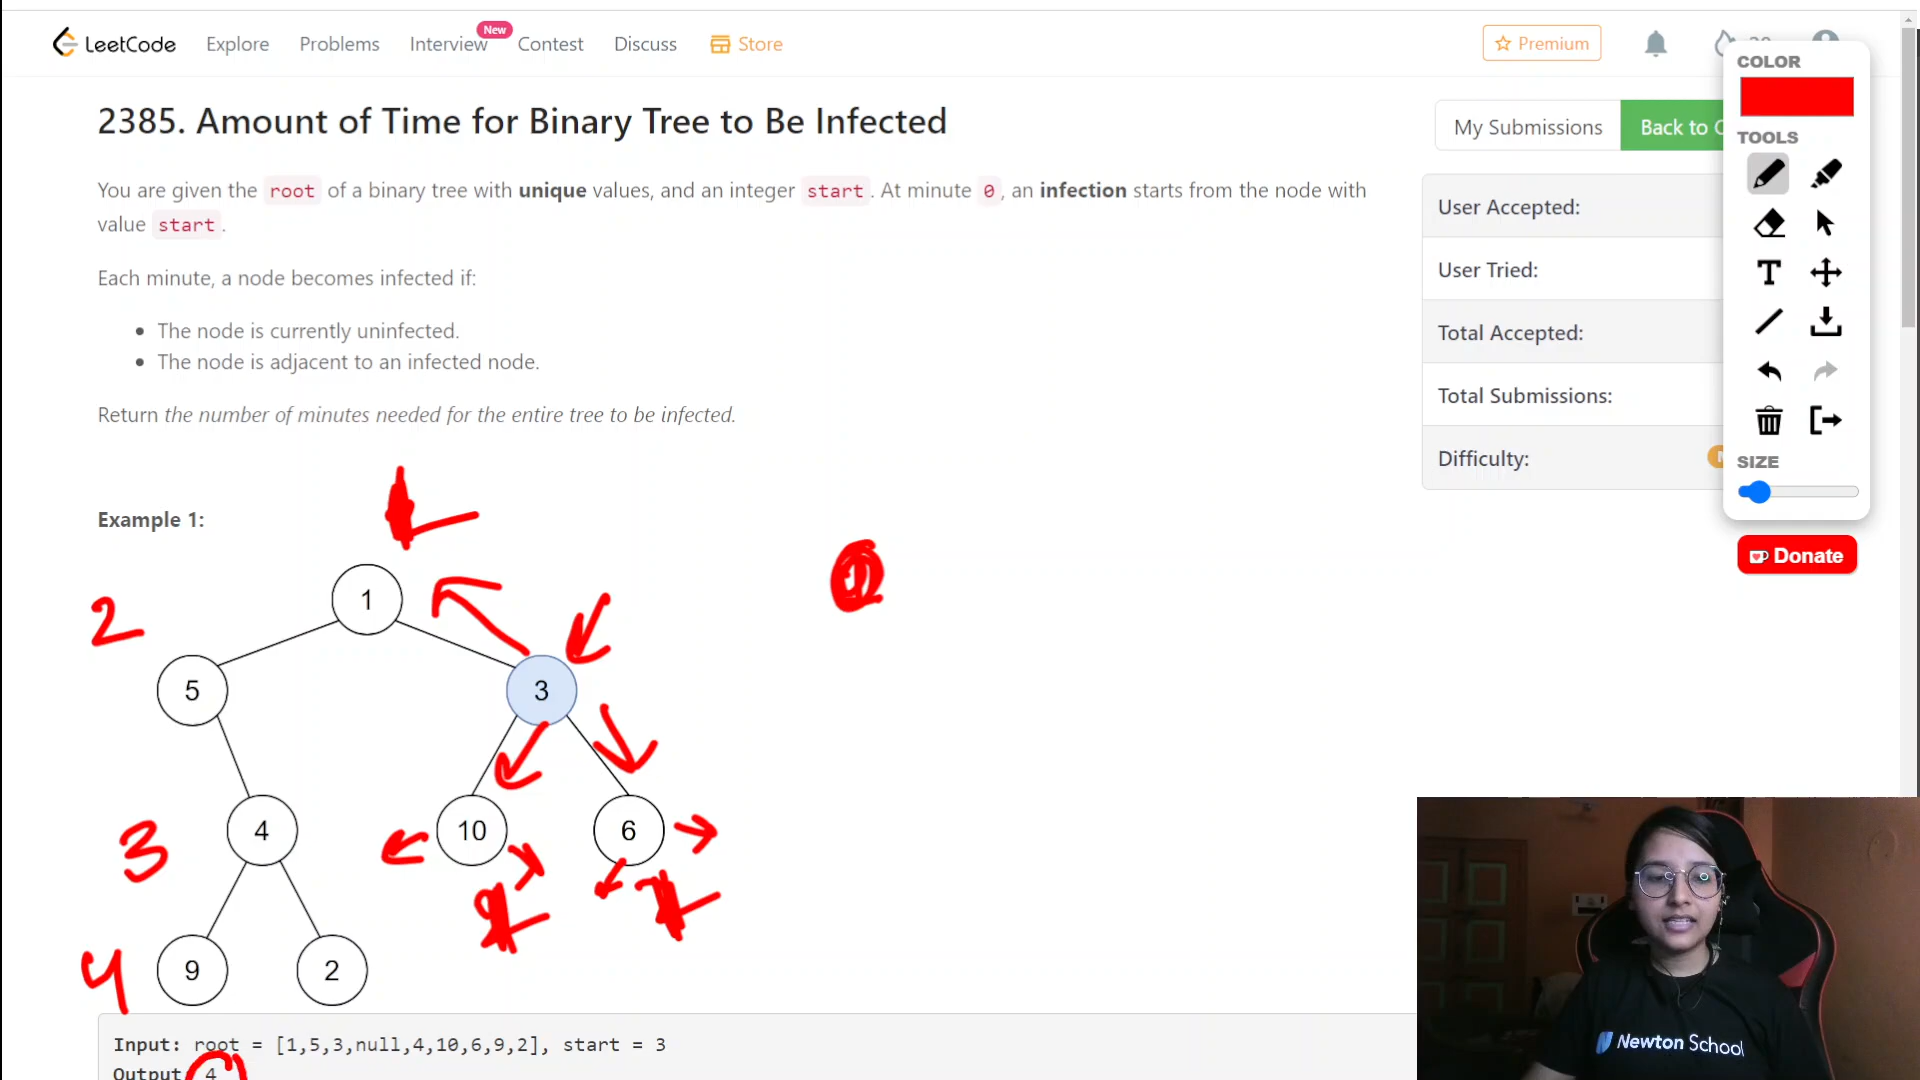 LeetCode Explore Problems Interview New Contest Discuss Store Premium
COLOR
2385. Amount of Time for Binary Tree to Be Infected
My Submissions Back to C
TOOLS
You are given the root of a binary tree with unique values, and an integer start. At minute 0, an infection starts from the node with
value start.
User Accepted:
Each minute, a node becomes infected if:
User Tried:
T
The node is currently uninfected.
Total Accepted:
The node is adjacent to an infected node.
Total Submissions:
Return the number of minutes needed for the entire tree to be infected.
Difficulty:
SIZE
Example 1:
Donate
1
2
5
3
3
4
10
6
4
9
2
Input: root = [1,5,3,null,4,10,6,9,2], start = 3
Output 4
Newton School